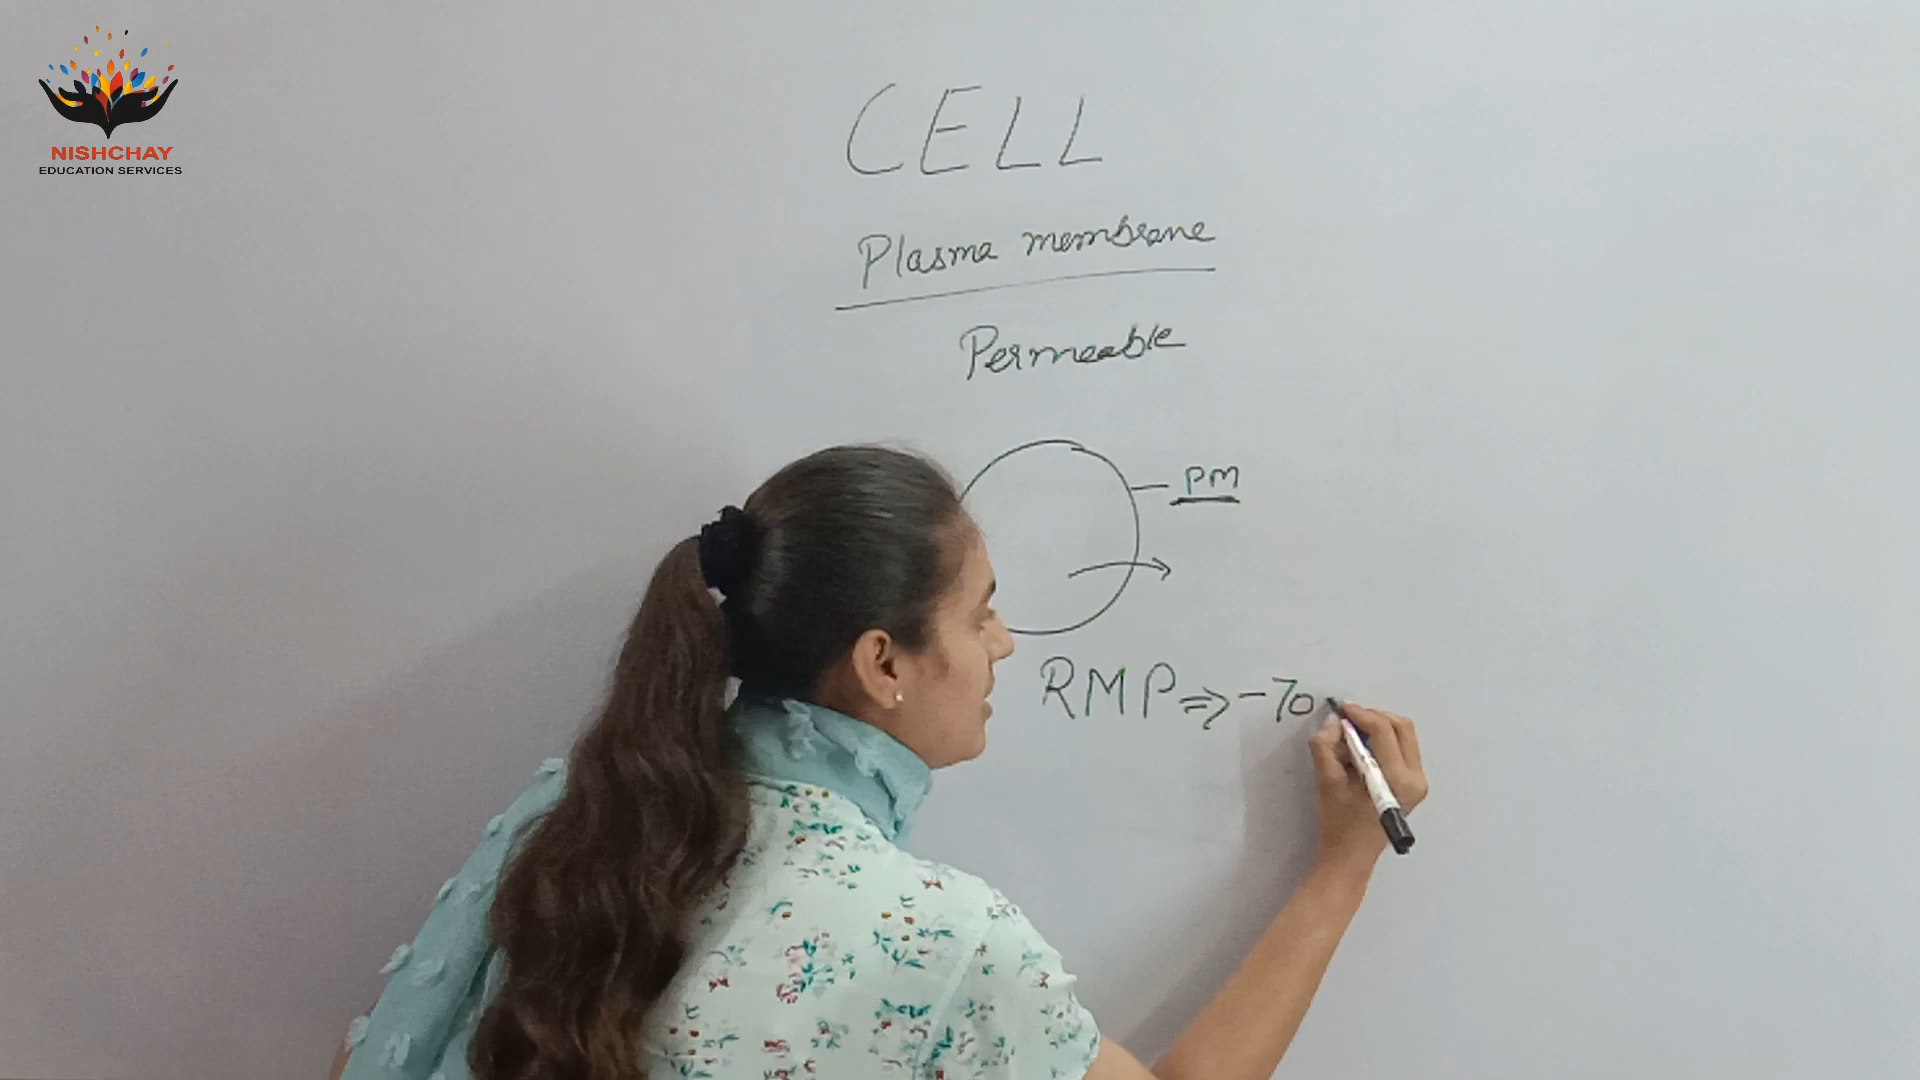 NISHCHAY
EDUCATION SERVICES
CELL
Plasma membrane
Permeable
PM
RMP ⇒ -70